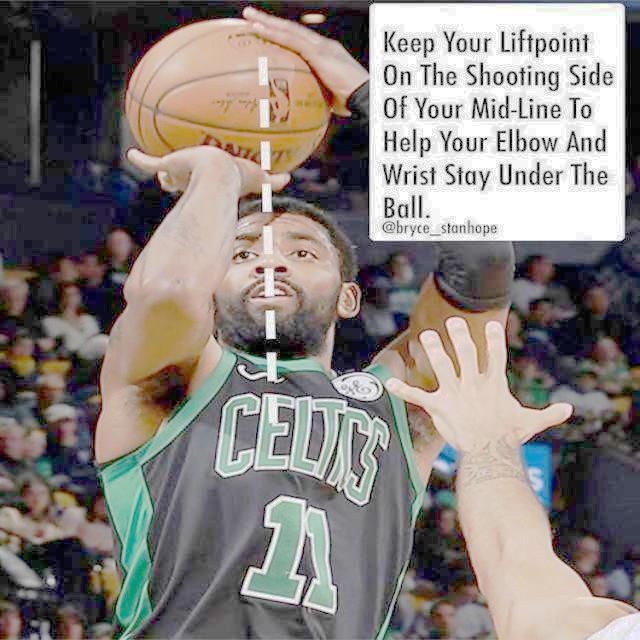 Keep Your Liftpoint
On The Shooting Side
Of Your Mid-Line To
Help Your Elbow And
Wrist Stay Under The
Ball.
@bryce_stanhope
CELTICS
11